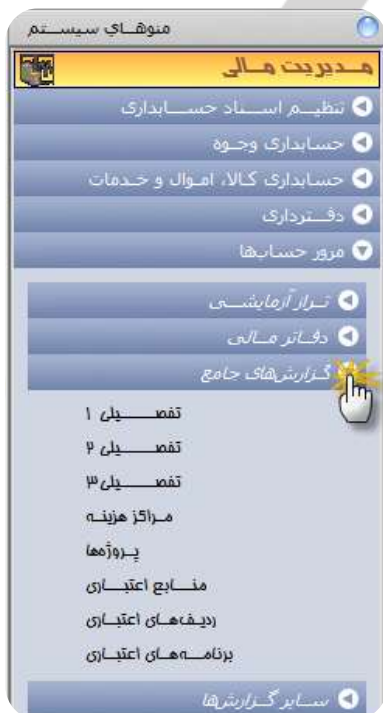 منوهاي سیستم
مدیریت مالی
تنظیم اسناد حسابداری
حسابداری وجوه
حسابداری کالا، اموال و خدمات
دفترداری
مرور حساب‌ها
تراز آزمایشی
دفاتر مالی
گزارش‌های جامع
تفصیلی ۱
تفصیلی ۲
تفصیلی ۳
مراکز هزینه
پروژه‌ها
منابع اعتباری
ردیف‌های اعتباری
برنامه‌های اعتباری
سایر گزارش‌ها